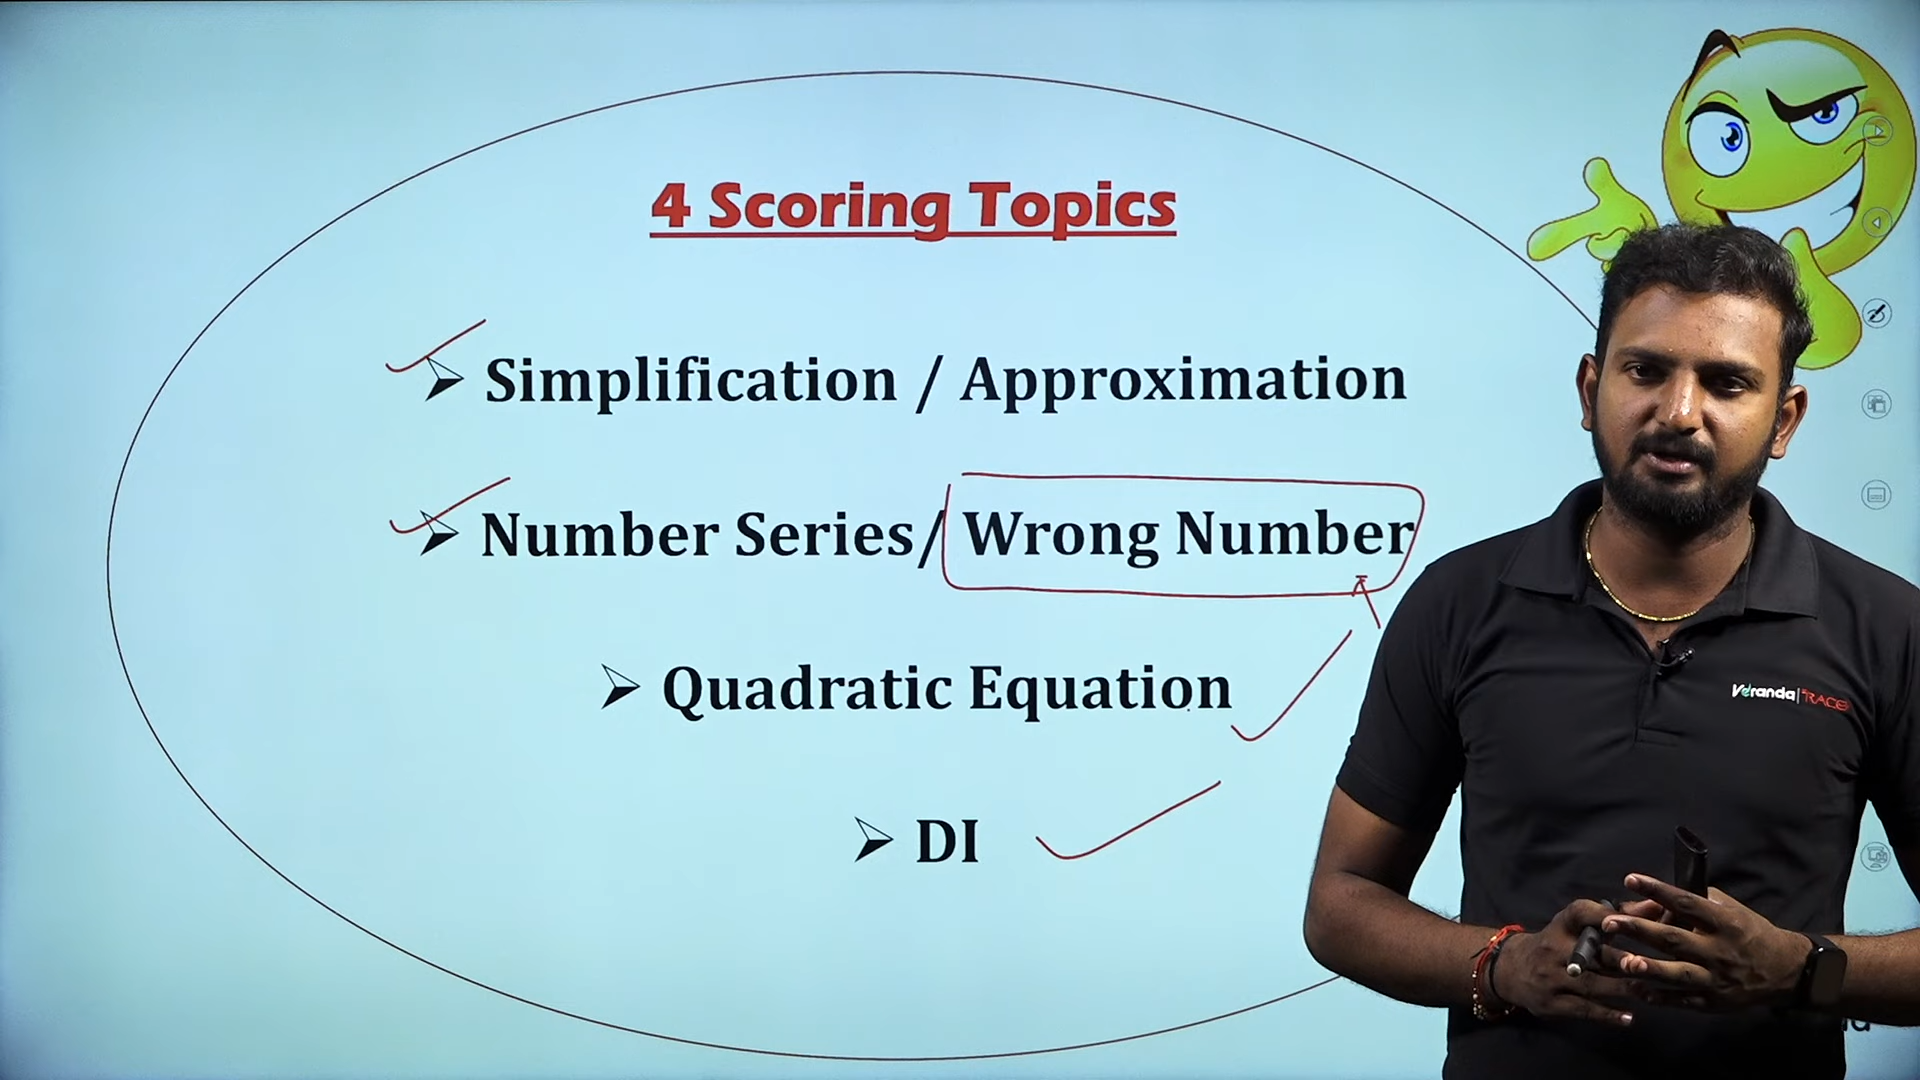 4 Scoring Topics
➢ Simplification / Approximation
➢ Number Series/ Wrong Number
➢ Quadratic Equation
➢ DI
Veranda | RACE